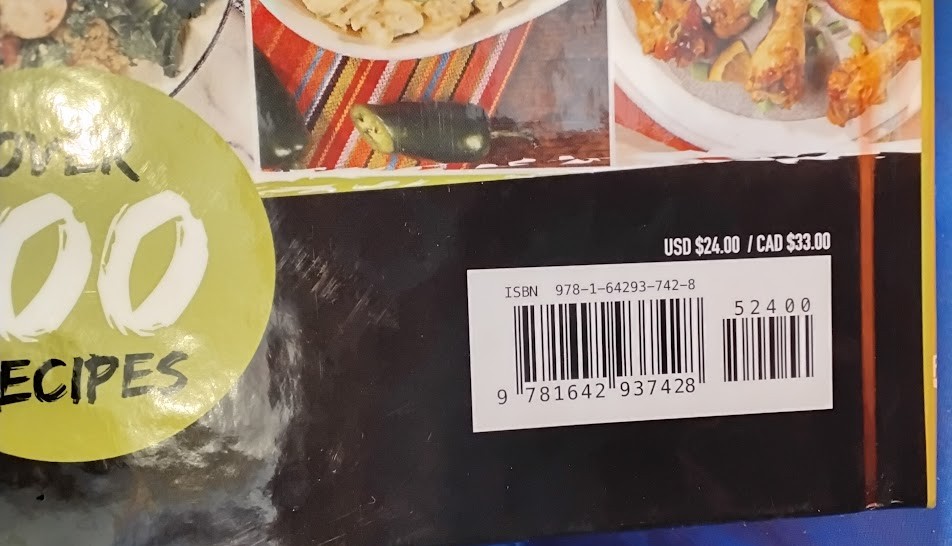 OVER
00
ECIPES
USD $24.00 / CAD $33.00
ISBN 978-1-64293-742-8
52400
9 781642 937428